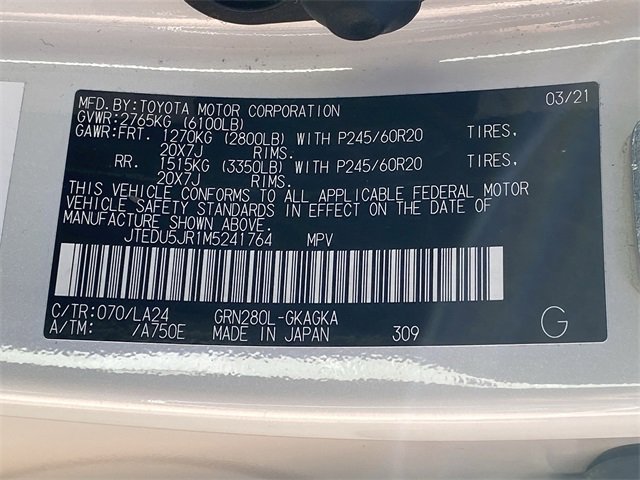 MFD. BY: TOYOTA MOTOR CORPORATION 03/21
GVWR: 2765KG (6100LB)
GAWR: FRT. 1270KG (2800LB) WITH P245/60R20 TIRES,
20X7J RIMS.
RR. 1515KG (3350LB) WITH P245/60R20 TIRES,
20X7J RIMS.
THIS VEHICLE CONFORMS TO ALL APPLICABLE FEDERAL MOTOR
VEHICLE SAFETY STANDARDS IN EFFECT ON THE DATE OF
MANUFACTURE SHOWN ABOVE.
JTEDU5JR1M5241764 MPV
C/TR: 070/LA24 GRN280L-GKAGKA
A/TM: /A750E MADE IN JAPAN 309 G